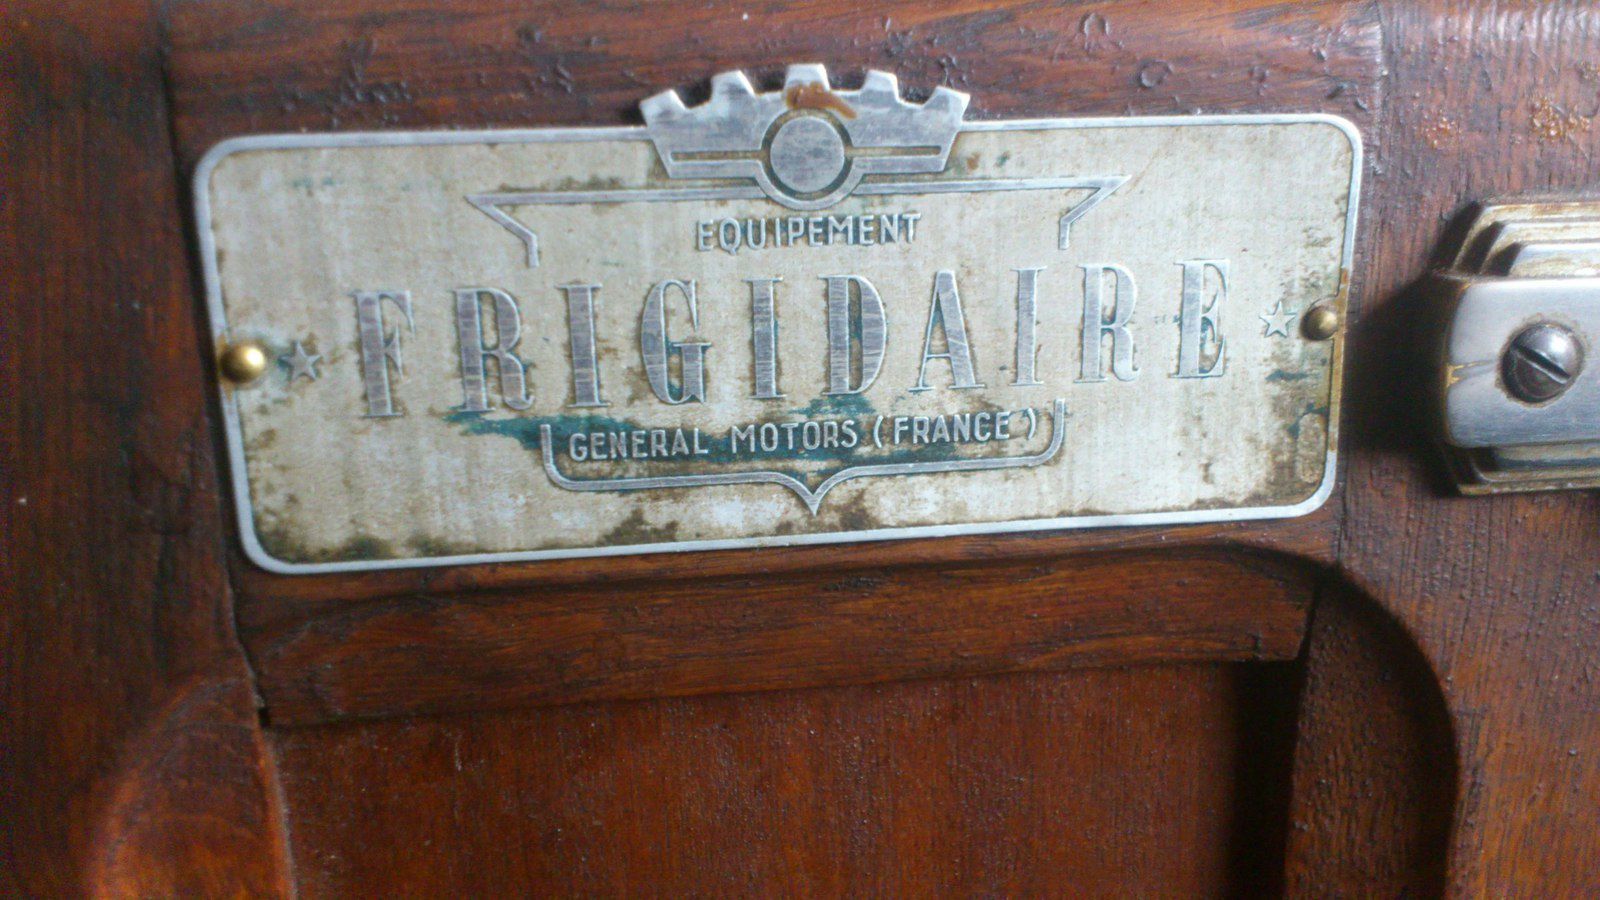 EQUIPEMENT
FRIGIDAIRE
GENERAL MOTORS (FRANCE)